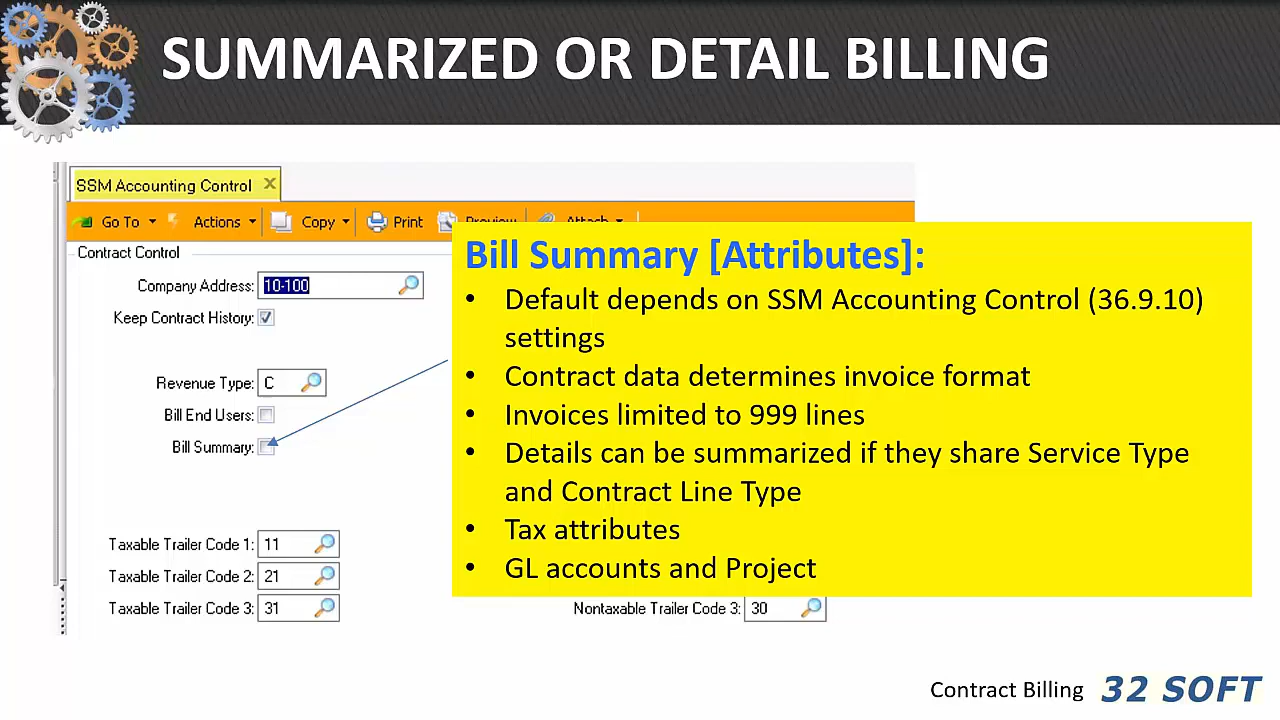 SUMMARIZED OR DETAIL BILLING
SSM Accounting Control
Go To Actions Copy Print Preview Attach
Contract Control
Company Address: 10-100
Keep Contract History:
Revenue Type: C
Bill End Users:
Bill Summary:
Taxable Trailer Code 1: 11
Taxable Trailer Code 2: 21
Taxable Trailer Code 3: 31
Bill Summary [Attributes]:
• Default depends on SSM Accounting Control (36.9.10)
settings
• Contract data determines invoice format
• Invoices limited to 999 lines
• Details can be summarized if they share Service Type
and Contract Line Type
• Tax attributes
• GL accounts and Project
Nontaxable Trailer Code 3: 30
Contract Billing 32 SOFT